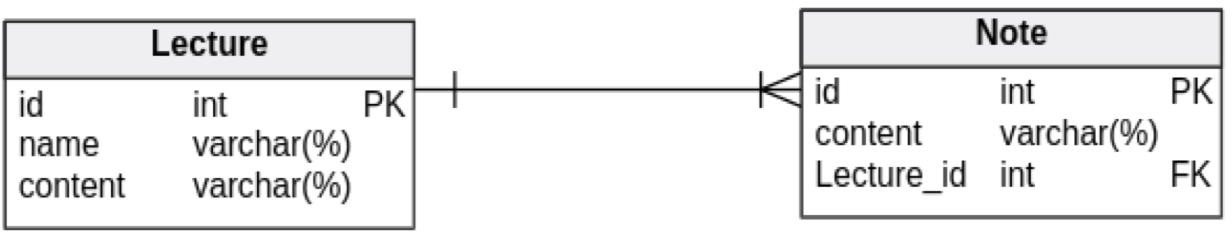 Lecture
id int PK
name varchar(%)
content varchar(%)
Note
id int PK
content varchar(%)
Lecture_id int FK